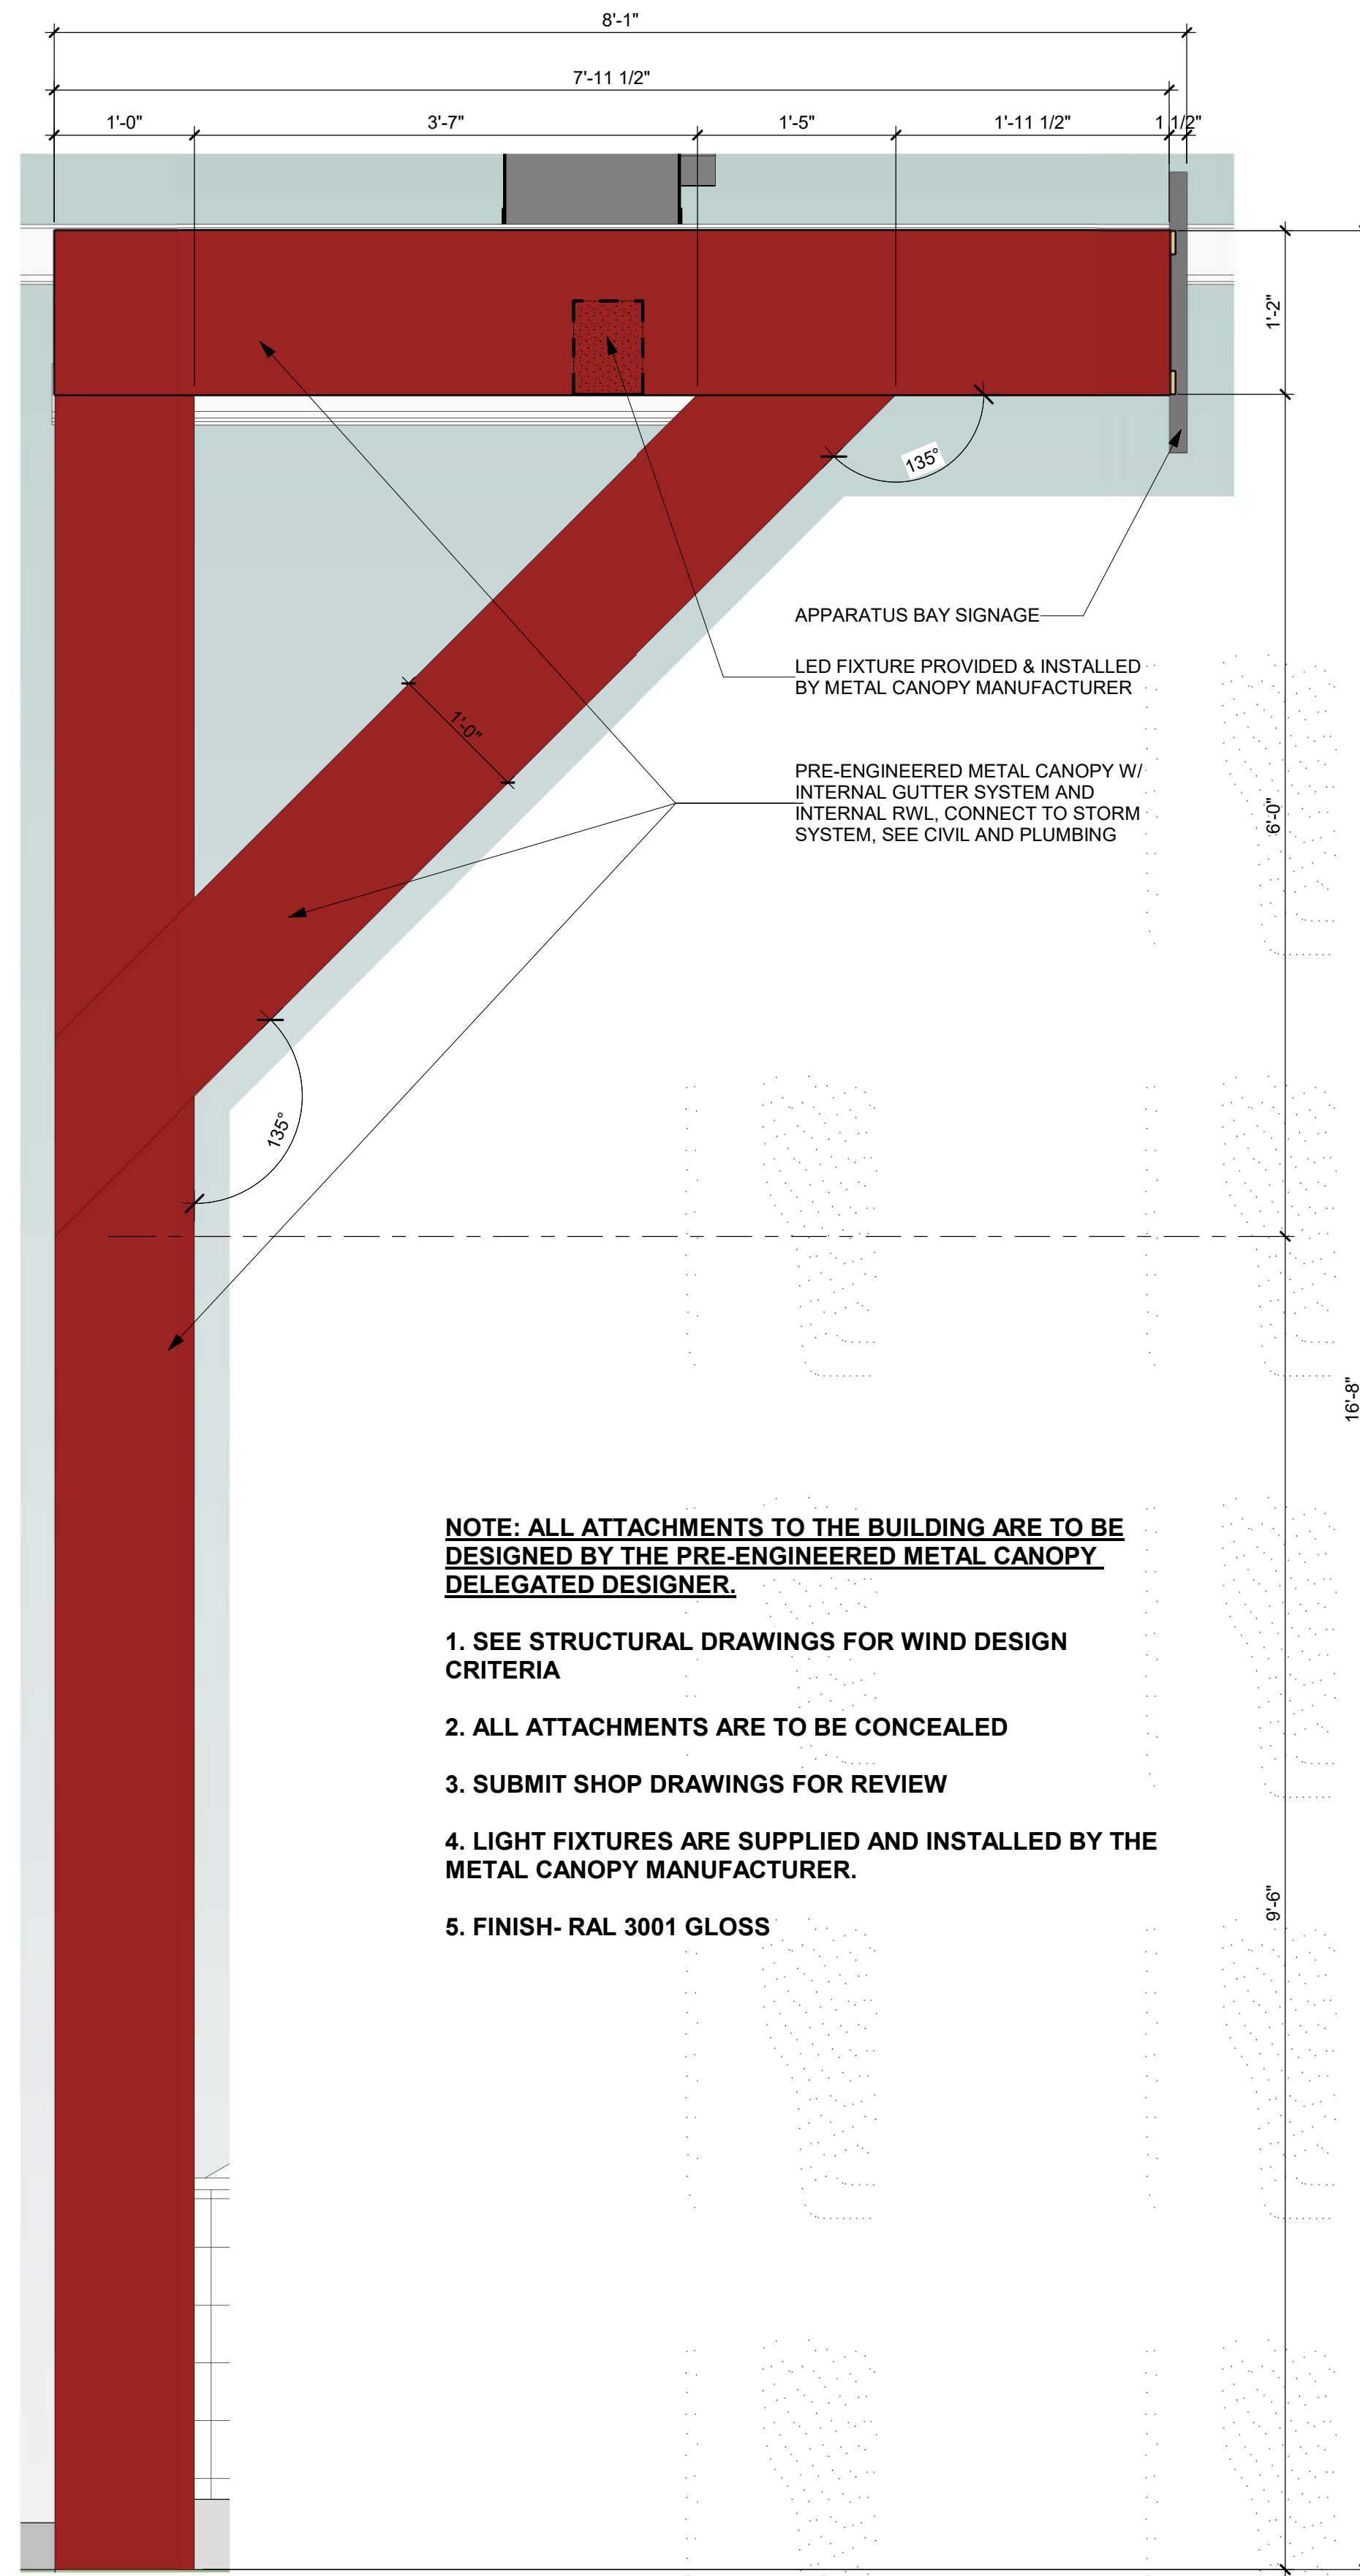 8'-1"
7'-11 1/2"
1'-0"
3'-7"
1'-5"
1'-11 1/2"
1 1/2"
1'-2"
135°
APPARATUS BAY SIGNAGE
LED FIXTURE PROVIDED & INSTALLED
BY METAL CANOPY MANUFACTURER
1'-0"
PRE-ENGINEERED METAL CANOPY W/
INTERNAL GUTTER SYSTEM AND
INTERNAL RWL, CONNECT TO STORM
SYSTEM, SEE CIVIL AND PLUMBING
6'-0"
135°
16'-8"
NOTE: ALL ATTACHMENTS TO THE BUILDING ARE TO BE
DESIGNED BY THE PRE-ENGINEERED METAL CANOPY
DELEGATED DESIGNER.
1. SEE STRUCTURAL DRAWINGS FOR WIND DESIGN
CRITERIA
2. ALL ATTACHMENTS ARE TO BE CONCEALED
3. SUBMIT SHOP DRAWINGS FOR REVIEW
4. LIGHT FIXTURES ARE SUPPLIED AND INSTALLED BY THE
METAL CANOPY MANUFACTURER.
5. FINISH- RAL 3001 GLOSS
9'-6"